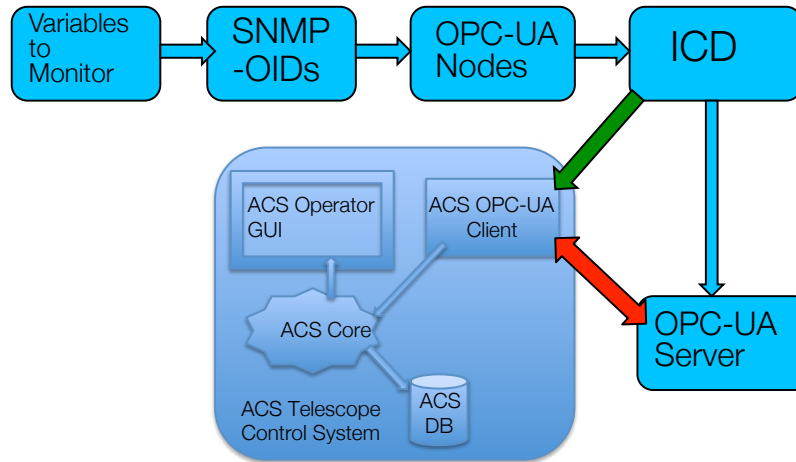 Variables
to
Monitor
SNMP
-OIDs
OPC-UA
Nodes
ICD
ACS Operator
GUI
ACS OPC-UA
Client
ACS Core
OPC-UA
Server
ACS Telescope
Control System
ACS
DB